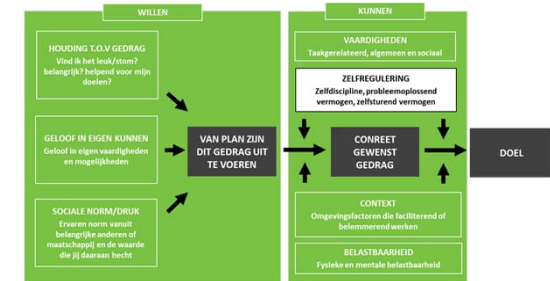 WILLEN
KUNNEN
HOUDING T.O.V GEDRAG
Vind ik het leuk/stom?
belangrijk? helpend voor mijn
doelen?
GELOOF IN EIGEN KUNNEN
Geloof in eigen vaardigheden
en mogelijkheden
SOCIALE NORM/DRUK
Ervaren norm vanuit
belangrijke anderen of
maatschappij en de waarde
die jij daaraan hecht
VAN PLAN ZIJN
DIT GEDRAG UIT
TE VOEREN
VAARDIGHEDEN
Taakgerelateerd, algemeen en sociaal
ZELFREGULERING
Zelfdiscipline, probleemoplossend
vermogen, zelfsturend vermogen
CONREET
GEWENST
GEDRAG
CONTEXT
Omgevingsfactoren die faciliterend of
belemmerend werken
BELASTBAARHEID
Fysieke en mentale belastbaarheid
DOEL